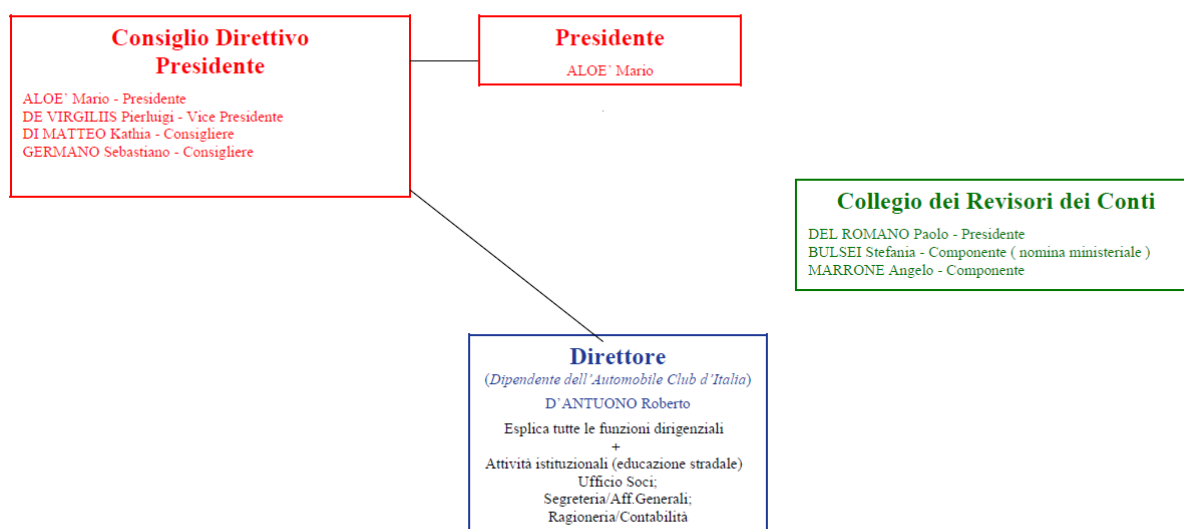 Consiglio Direttivo
Presidente
ALOE` Mario - Presidente
DE VIRGILIIS Pierluigi - Vice Presidente
DI MATTEO Kathia - Consigliere
GERMANO Sebastiano - Consigliere
Presidente
ALOE` Mario
Collegio dei Revisori dei Conti
DEL ROMANO Paolo - Presidente
BULSEI Stefania - Componente ( nomina ministeriale )
MARRONE Angelo - Componente
Direttore
(Dipendente dell’Automobile Club d’Italia)
D’ANTUONO Roberto
Esplica tutte le funzioni dirigenziali
+
Attività istituzionali (educazione stradale)
Ufficio Soci;
Segreteria/Aff.Generali;
Ragioneria/Contabilità